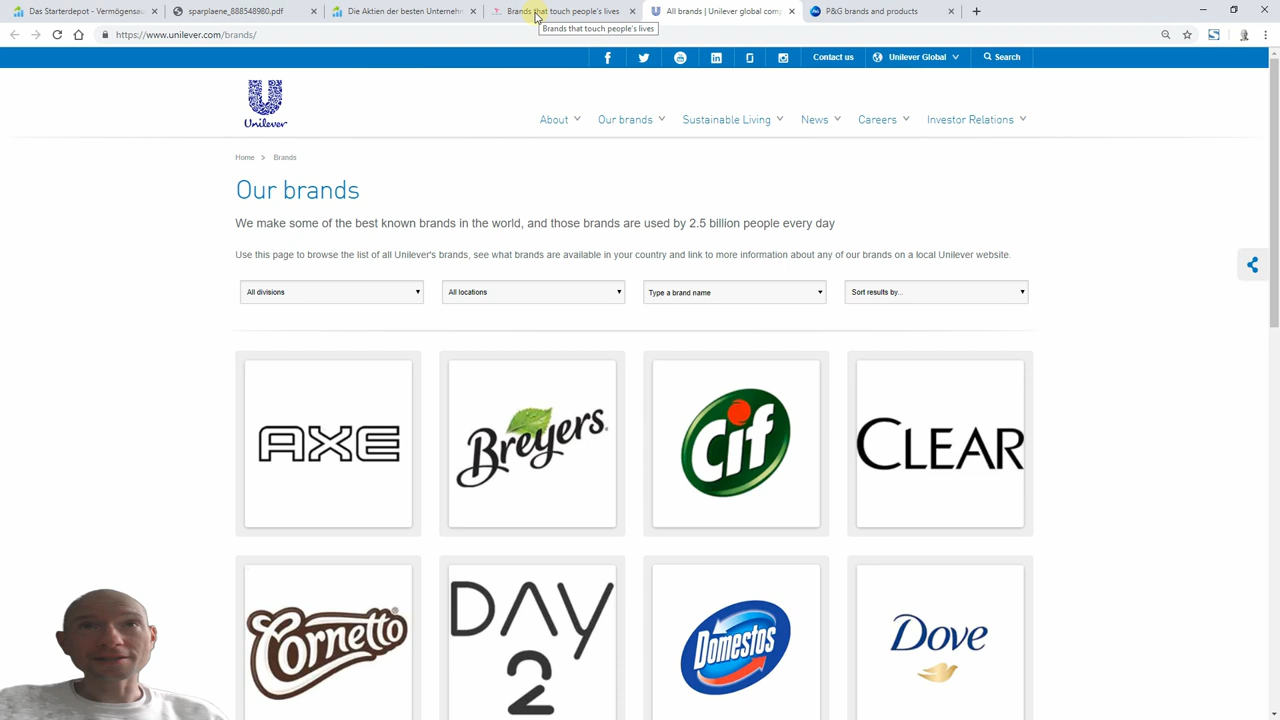 Das Starterdepot - Vermögensau
sparplaene_888548980.pdf
Die Aktien der besten Unternehm
Brands that touch people's lives
All brands | Unilever global comp
P&G brands and products
Brands that touch people's lives
https://www.unilever.com/brands/
Contact us
Unilever Global
Search
Unilever
About
Our brands
Sustainable Living
News
Careers
Investor Relations
Home > Brands
Our brands
We make some of the best known brands in the world, and those brands are used by 2.5 billion people every day
Use this page to browse the list of all Unilever's brands, see what brands are available in your country and link to more information about any of our brands on a local Unilever website.
All divisions
All locations
Type a brand name
Sort results by...
AXE
Breyers
Cif
CLEAR
Cornetto
DAY
2
Domestos
Dove